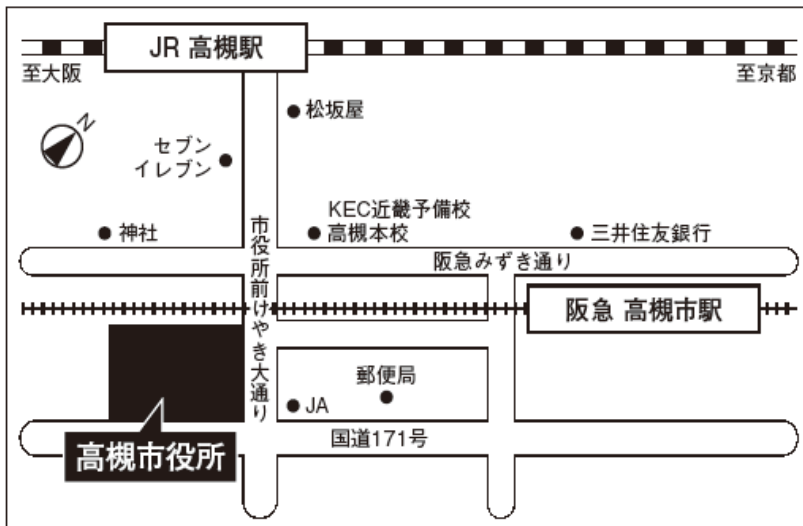 JR 高槻駅
至大阪
至京都
N
松坂屋
セブン
イレブン
KEC近畿予備校
高槻本校
神社
三井住友銀行
市役所前けやき大通り
阪急みずき通り
阪急 高槻市駅
郵便局
JA
国道171号
高槻市役所